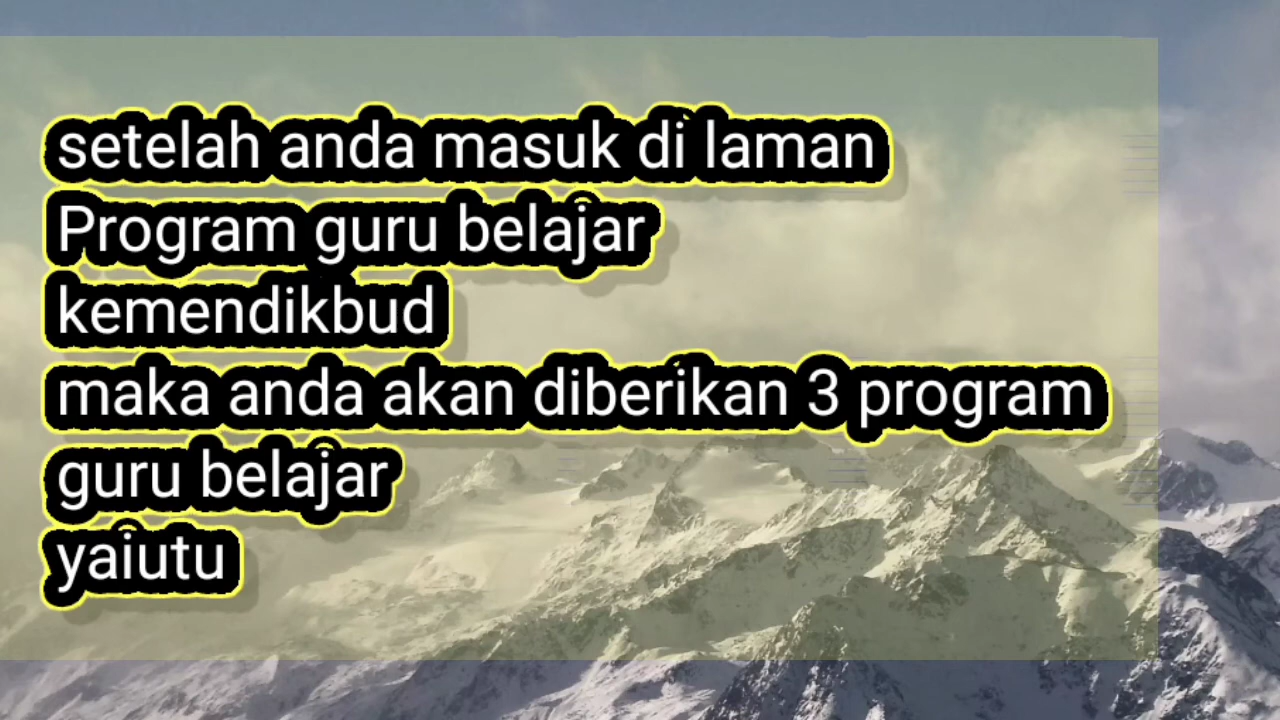 setelah anda masuk di laman
Program guru belajar
kemendikbud
maka anda akan diberikan 3 program
guru belajar
yaiutu